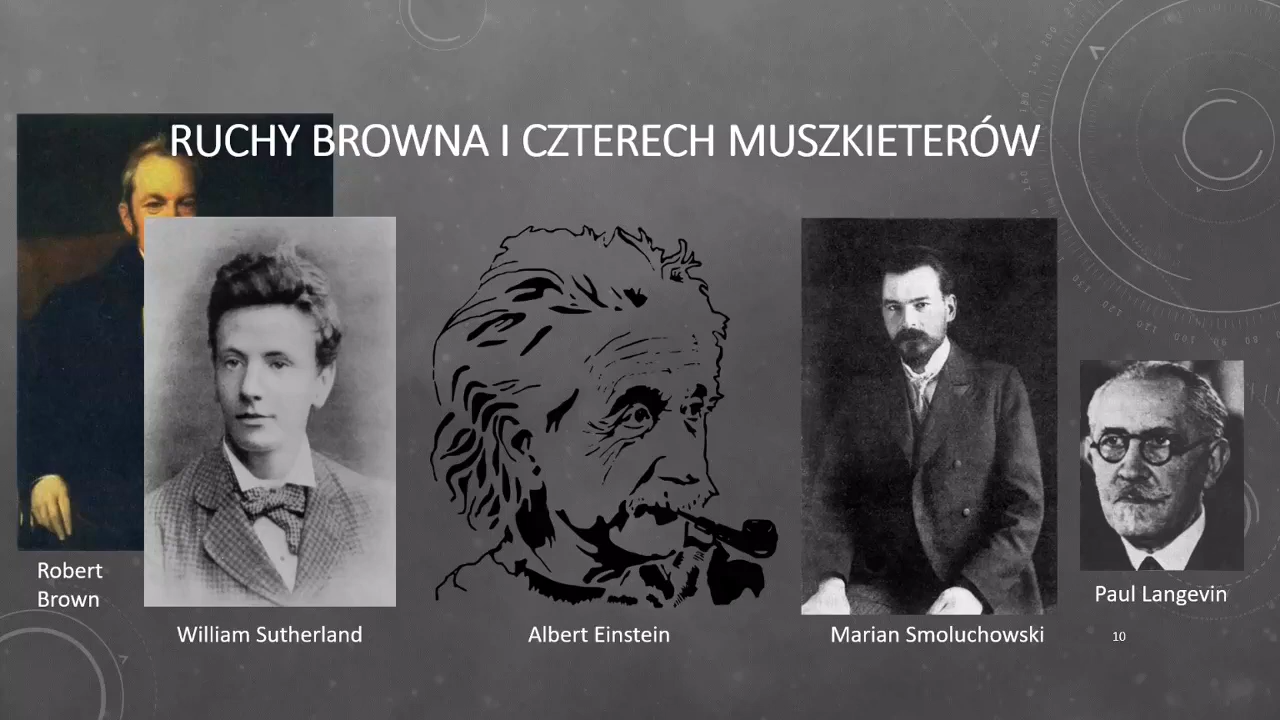 RUCHY BROWNA I CZTERECH MUSZKIETERÓW
Robert
Brown
William Sutherland
Albert Einstein
Marian Smoluchowski
Paul Langevin
10